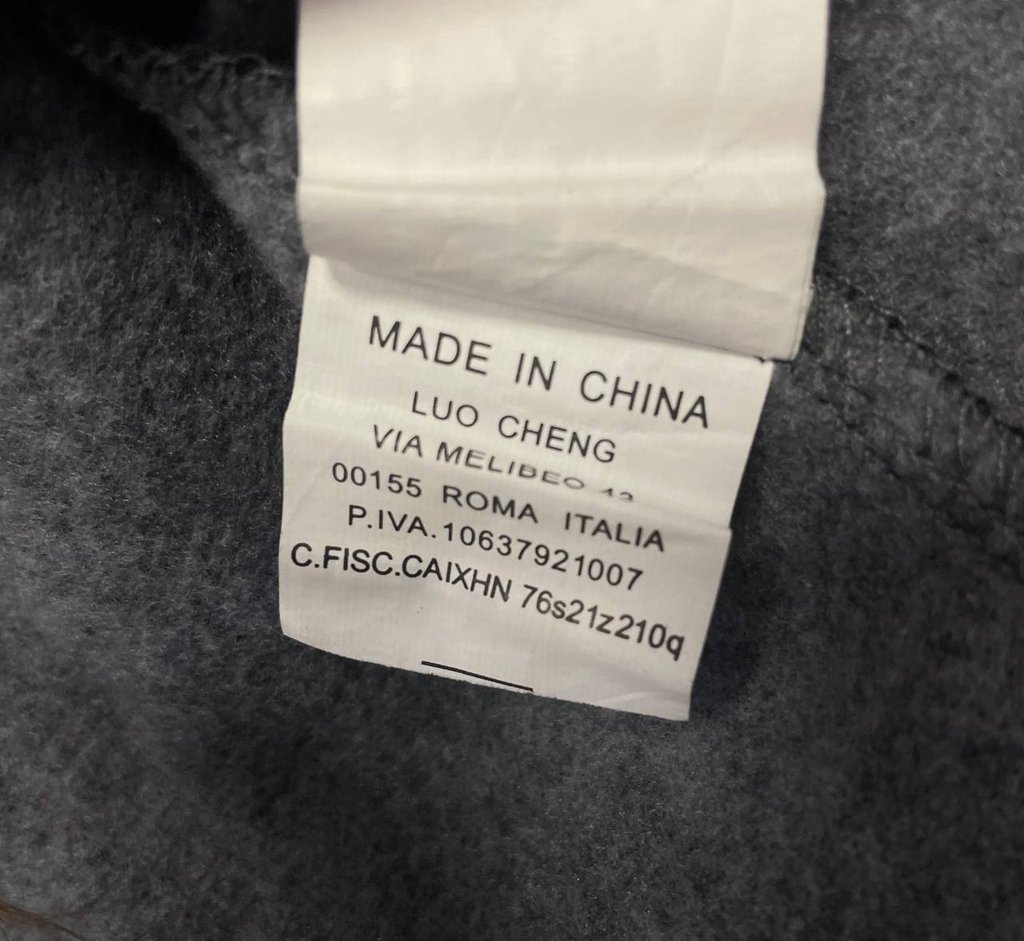 MADE IN CHINA
LUO CHENG
VIA MELIBEO
00155 ROMA ITALIA
P.IVA.10637921007
C.FISC.CAIXHN 76s21z210q